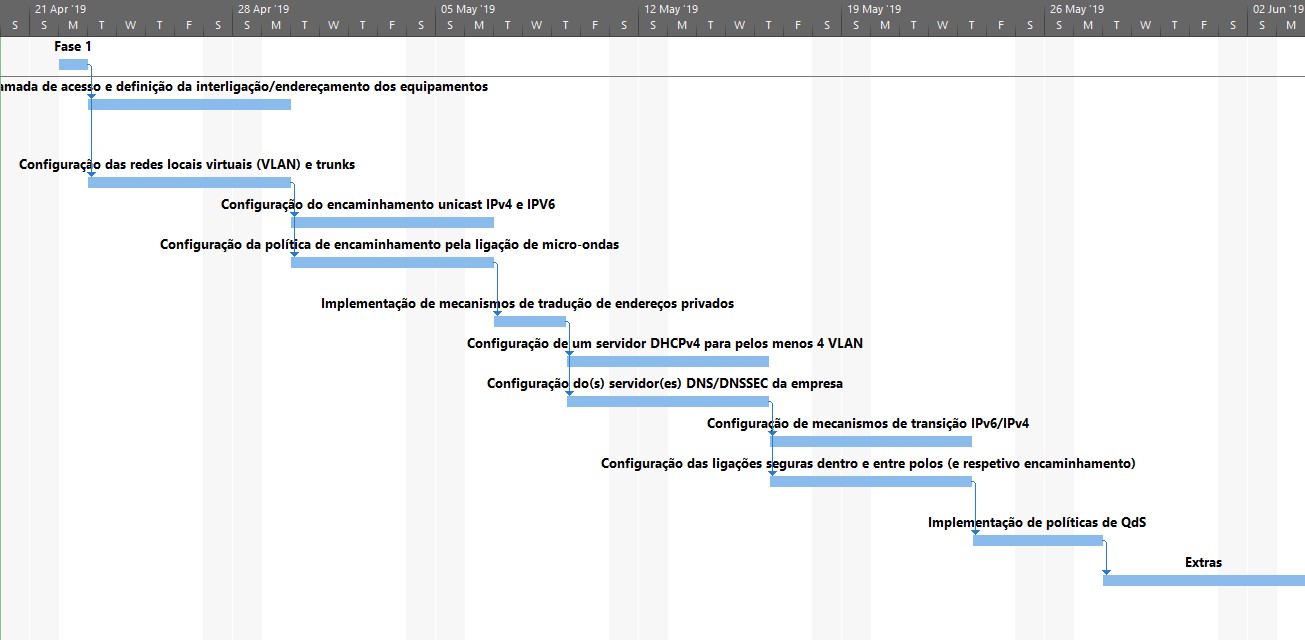 21 Apr '19 28 Apr '19 05 May '19 12 May '19 19 May '19 26 May '19 02 Jun '19
S S M T W T F S S M T W T F S S M T W T F S S M T W T F S S M T W T F S S M T W T F S S M
Fase 1
amada de acesso e definição da interligação/endereçamento dos equipamentos
Configuração das redes locais virtuais (VLAN) e trunks
Configuração do encaminhamento unicast IPv4 e IPV6
Configuração da política de encaminhamento pela ligação de micro-ondas
Implementação de mecanismos de tradução de endereços privados
Configuração de um servidor DHCPv4 para pelos menos 4 VLAN
Configuração do(s) servidor(es) DNS/DNSSEC da empresa
Configuração de mecanismos de transição IPv6/IPv4
Configuração das ligações seguras dentro e entre polos (e respetivo encaminhamento)
Implementação de políticas de QdS
Extras